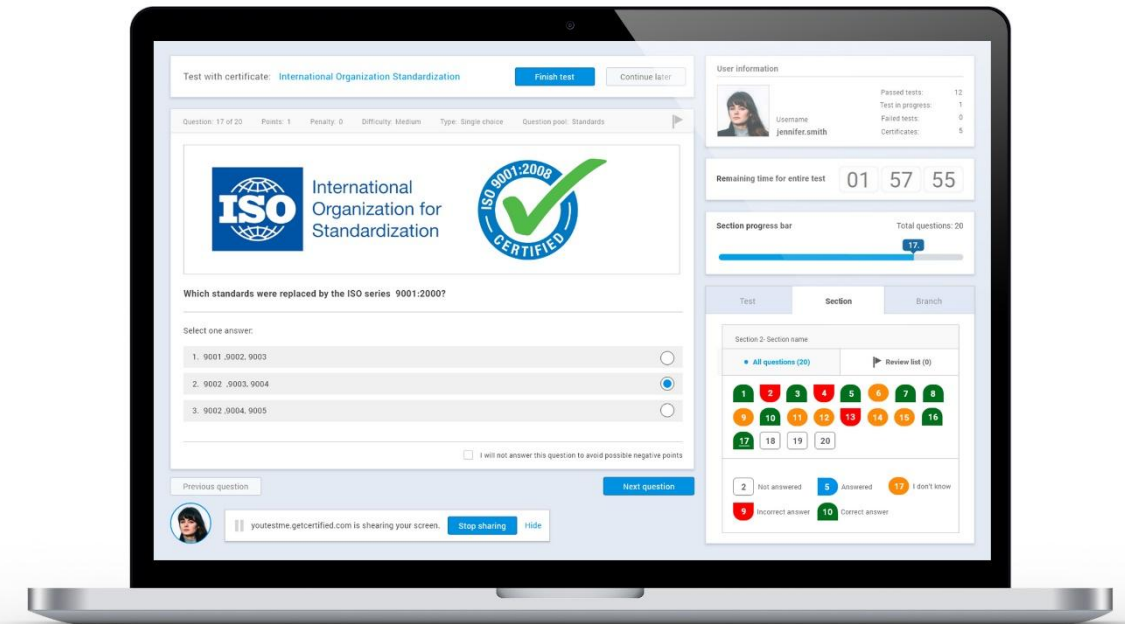 Test with certificate: International Organization Standardization
Finish test
Continue later
Question: 17 of 20 Points: 1 Penalty: 0 Difficulty: Medium Type: Single choice Question pool: Standards
ISO
International
Organization for
Standardization
ISO 9001:2008
CERTIFIED
Which standards were replaced by the ISO series 9001:2000?
Select one answer:
1. 9001 ,9002, 9003
2. 9002 ,9003, 9004
3. 9002 ,9004, 9005
I will not answer this question to avoid possible negative points
Previous question
Next question
youtestme.getcertified.com is shearing your screen.
Stop sharing
Hide
User information
Username
jennifer.smith
Passed tests: 12
Test in progress: 1
Failed tests: 0
Certificates: 5
Remaining time for entire test 01 57 55
Section progress bar
Total questions: 20
17.
Test
Section
Branch
Section 2- Section name
All questions (20)
Review list (0)
1 2 3 4 5 6 7 8
9 10 11 12 13 14 15 16
17 18 19 20
2 Not answered
5 Answered
17 I don't know
9 Incorrect answer
10 Correct answer